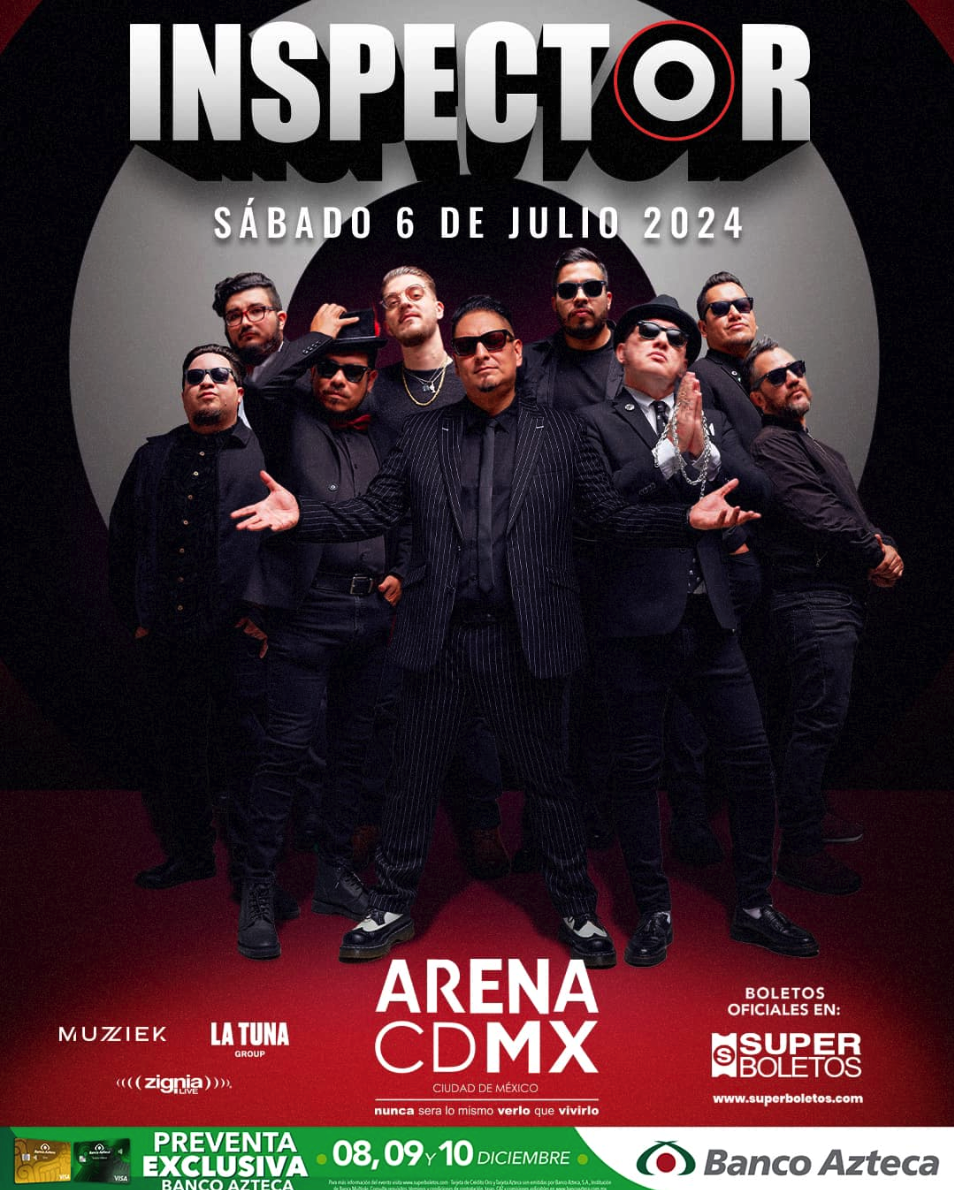 INSPECTOR
SÁBADO 6 DE JULIO 2024
ARENA
CDMX
CIUDAD DE MÉXICO
nunca sera lo mismo verlo que vivirlo
MUZZIEK
LA TUNA
GROUP
((((zignia))))
LIVE
BOLETOS
OFICIALES EN:
S SUPER
BOLETOS
www.superboletos.com
PREVENTA
EXCLUSIVA
BANCO AZTECA
08, 09 Y 10 DICIEMBRE
Banco Azteca
VISA
VISA